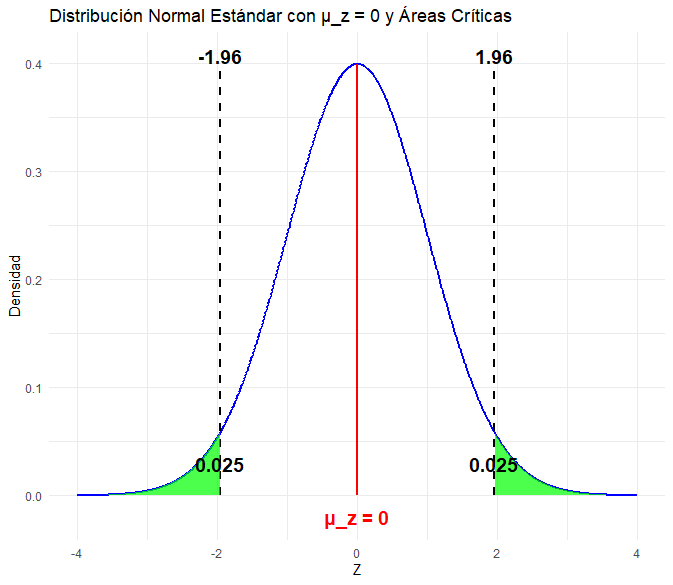 Distribución Normal Estándar con μ_z = 0 y Áreas Críticas
-1.96 1.96
0.4
0.3
0.2
0.1
0.0
Densidad
0.025 0.025
μ_z = 0
-4 -2 0 2 4
Z